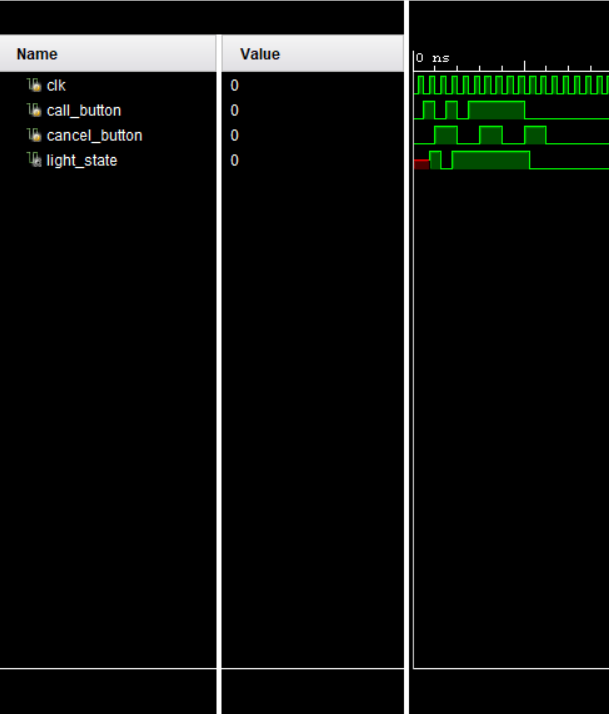 Name Value
0 ns
clk 0
call_button 0
cancel_button 0
light_state 0